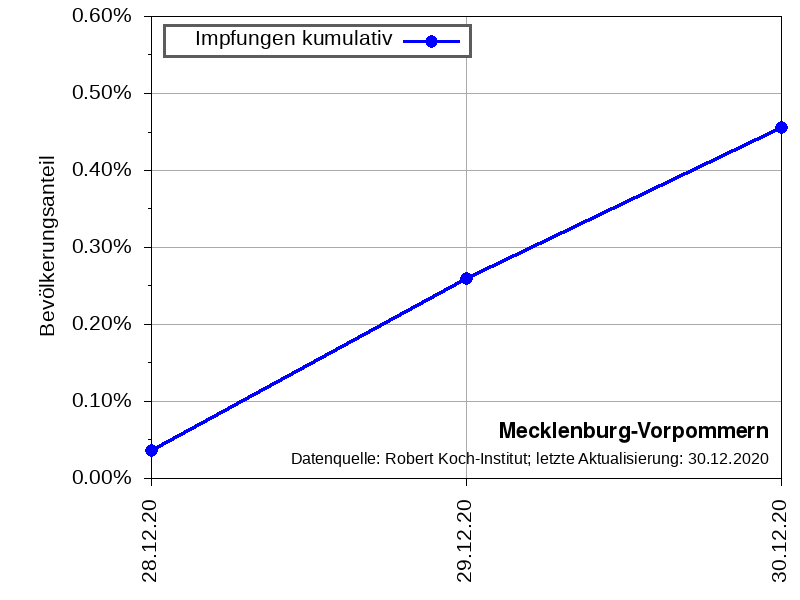 0.60%
Impfungen kumulativ
0.50%
0.40%
0.30%
0.20%
0.10%
0.00%
Bevölkerungsanteil
Mecklenburg-Vorpommern
Datenquelle: Robert Koch-Institut; letzte Aktualisierung: 30.12.2020
28.12.20
29.12.20
30.12.20